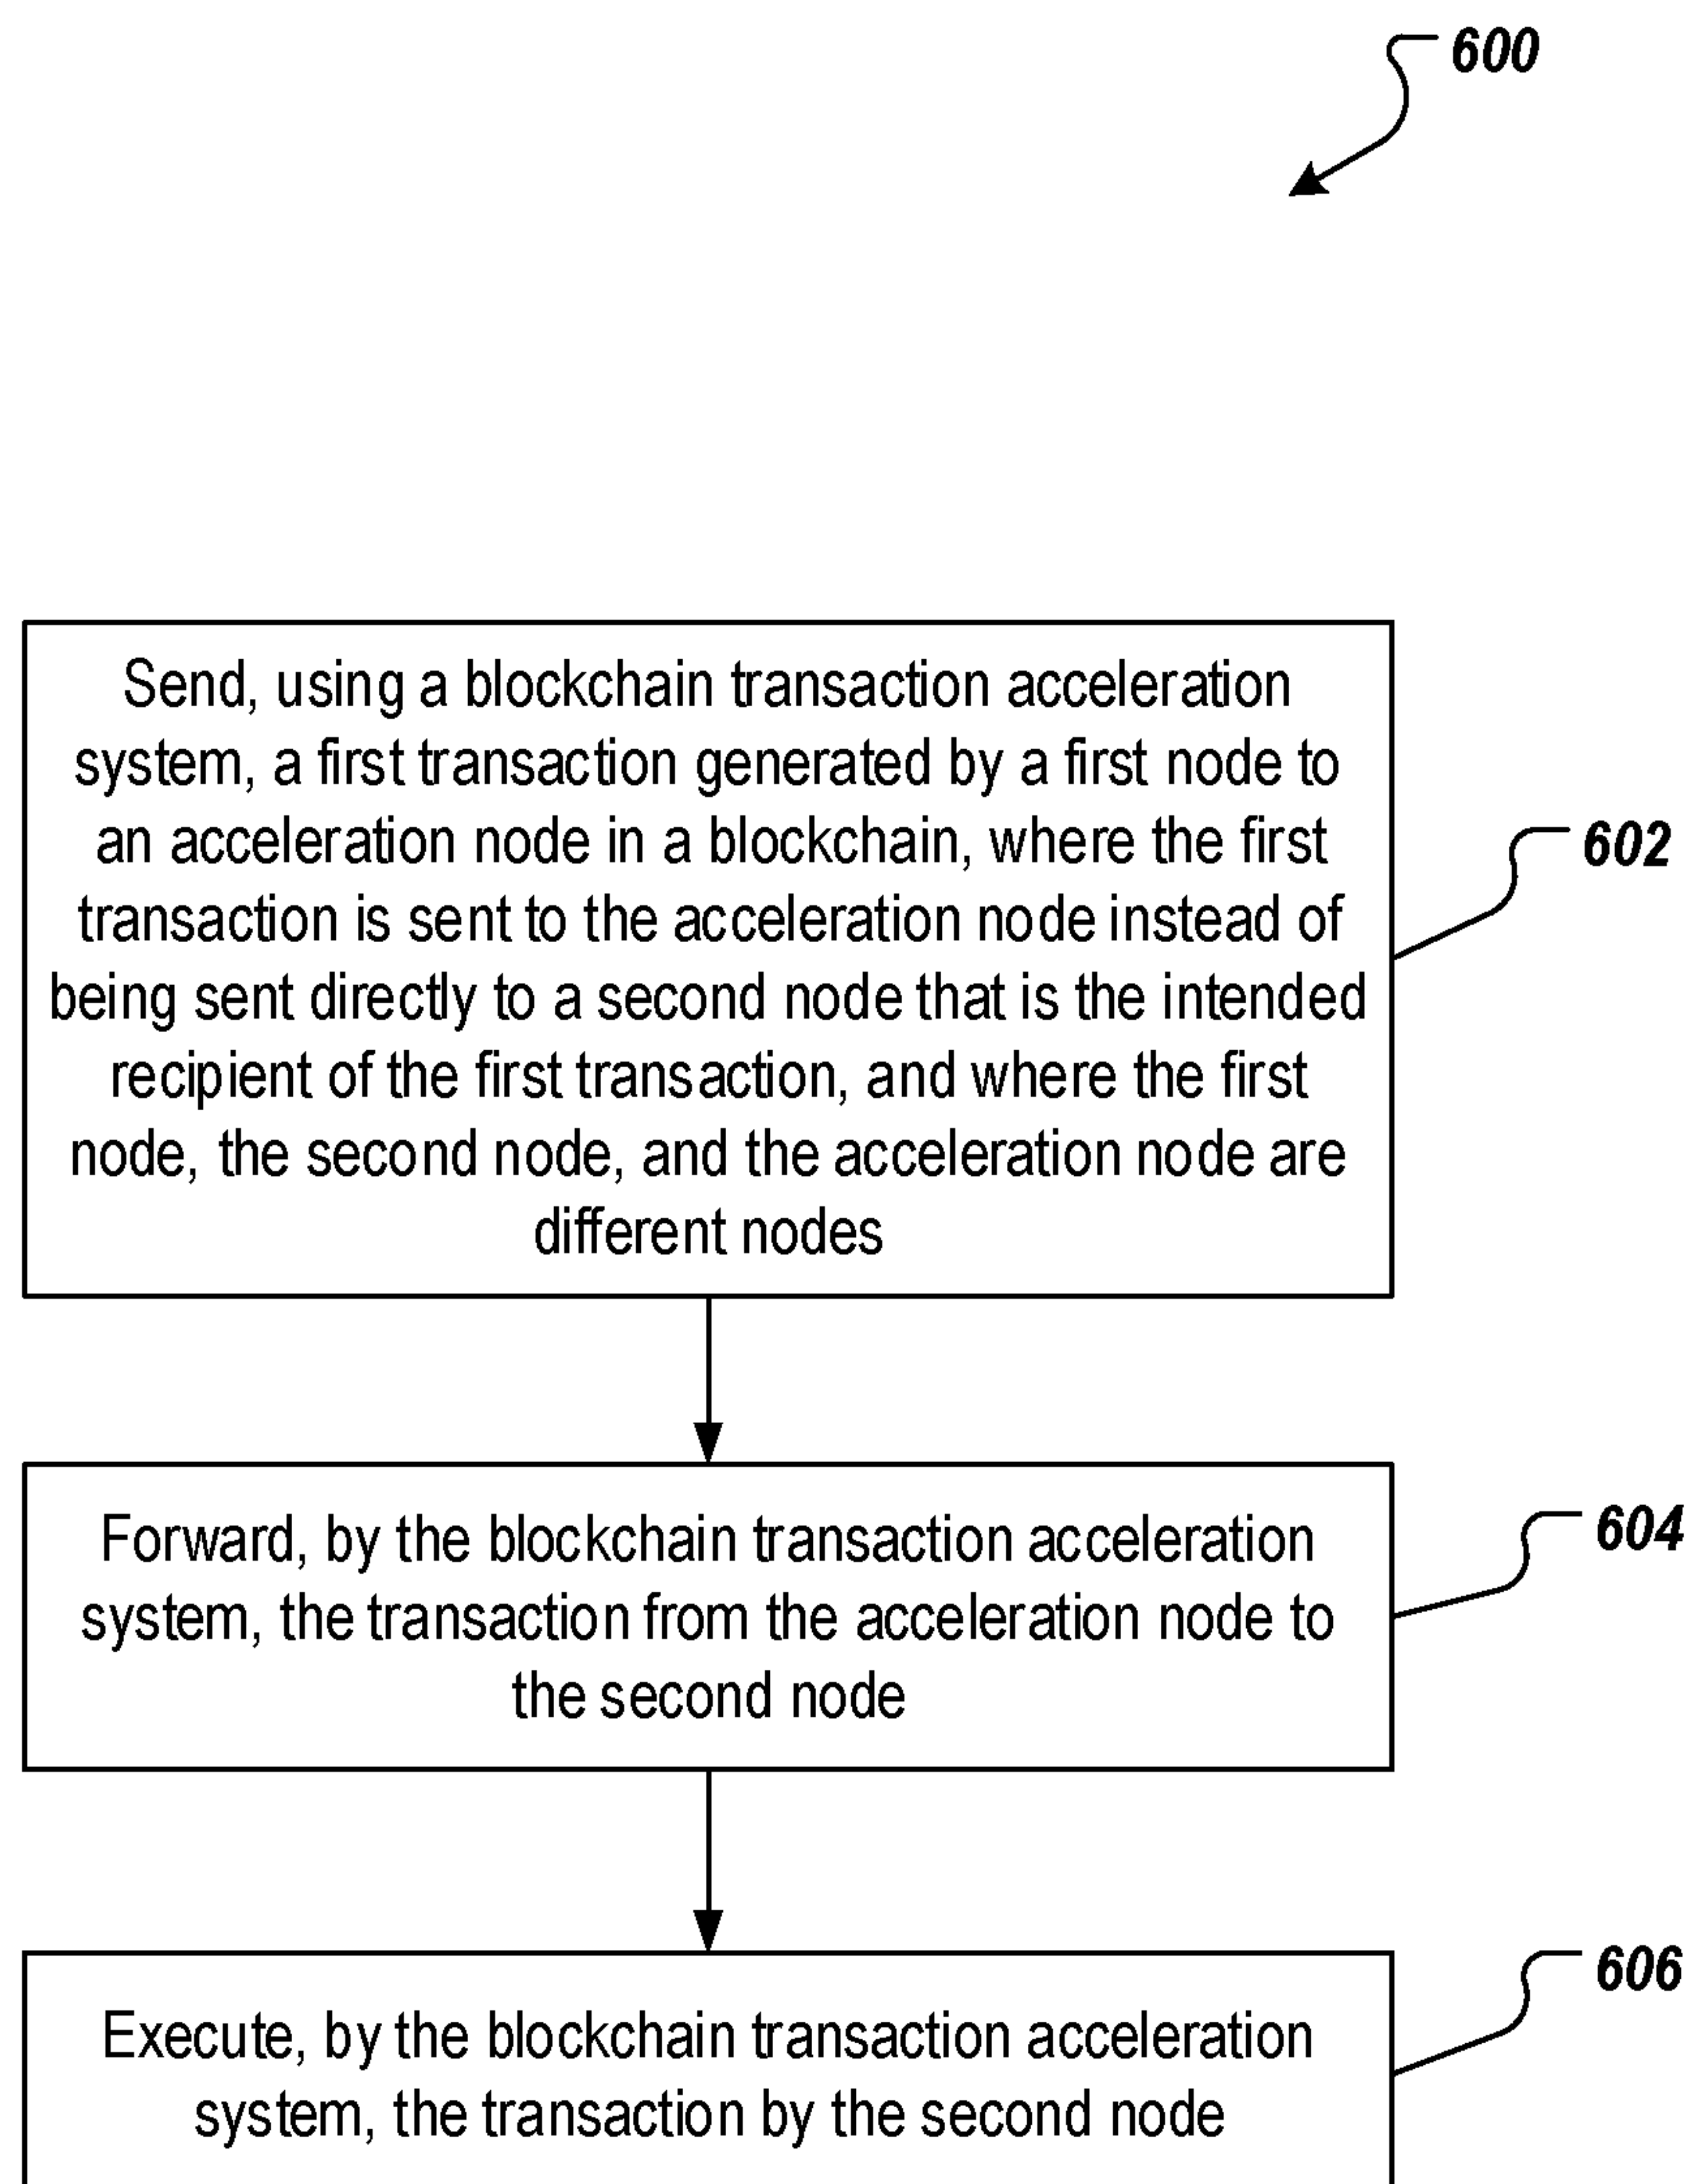 600
Send, using a blockchain transaction acceleration
system, a first transaction generated by a first node to
an acceleration node in a blockchain, where the first
transaction is sent to the acceleration node instead of
being sent directly to a second node that is the intended
recipient of the first transaction, and where the first
node, the second node, and the acceleration node are
different nodes
602
Forward, by the blockchain transaction acceleration
system, the transaction from the acceleration node to
the second node
604
Execute, by the blockchain transaction acceleration
system, the transaction by the second node
606